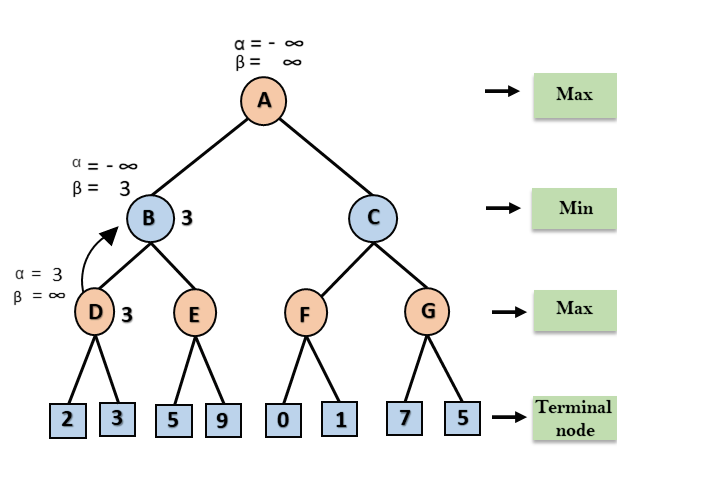 α = - ∞
β = ∞
A
Max
α = - ∞
β = 3
B 3
C
Min
α = 3
β = ∞
D 3
E
F
G
Max
2
3
5
9
0
1
7
5
Terminal
node